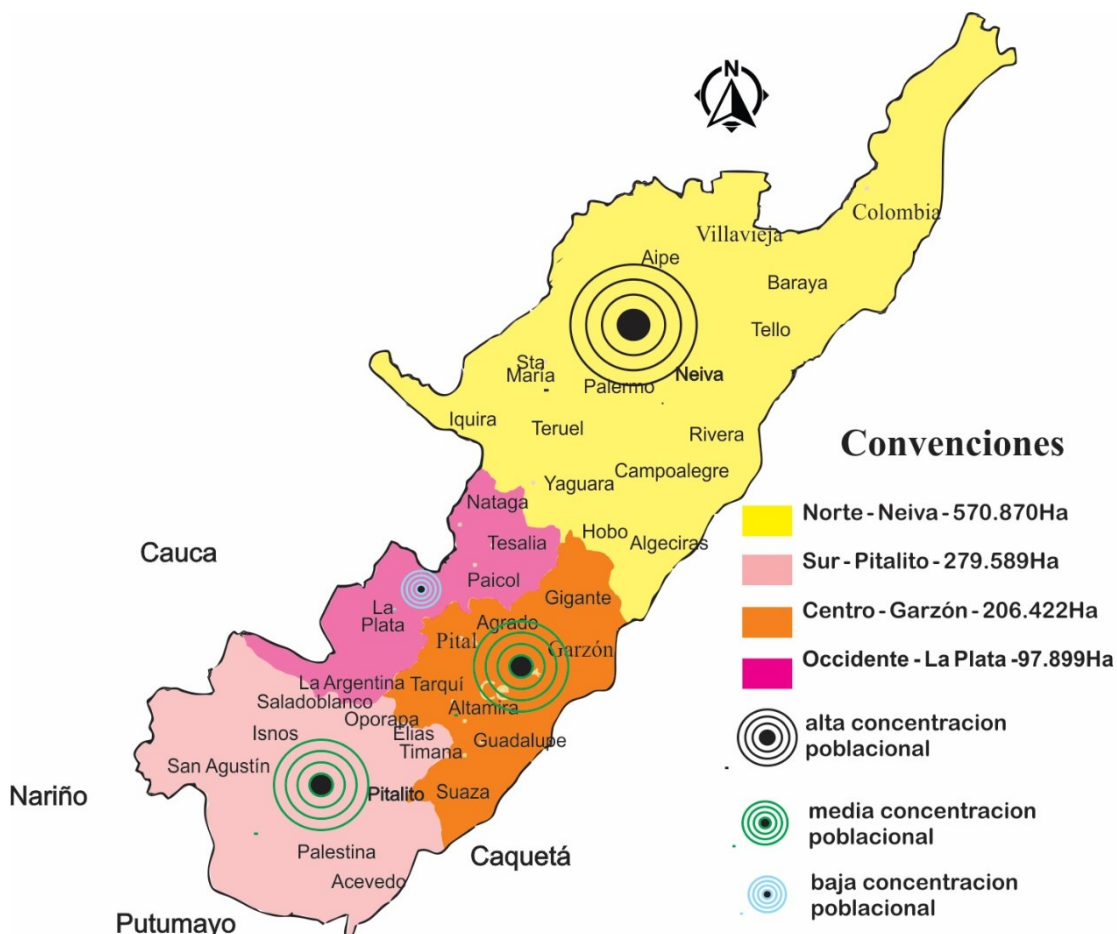 N
Colombia
Villavieja
Aipe
Baraya
Tello
Sta
María
Palermo
Neiva
Iquira
Teruel
Rivera
Campoalegre
Yaguara
Nataga
Hobo
Algeciras
Tesalia
Cauca
Paicol
Gigante
La
Plata
Agrado
Pital
Garzón
La Argentina
Tarquí
Saladoblanco
Altamira
Oporapa
Isnos
Elias
Timana
Guadalupe
San Agustín
Nariño
Pitalito
Suaza
Palestina
Caquetá
Acevedo
Putumayo
Convenciones
Norte - Neiva - 570.870Ha
Sur - Pitalito - 279.589Ha
Centro - Garzón - 206.422Ha
Occidente - La Plata -97.899Ha
alta concentracion
poblacional
media concentracion
poblacional
baja concentracion
poblacional